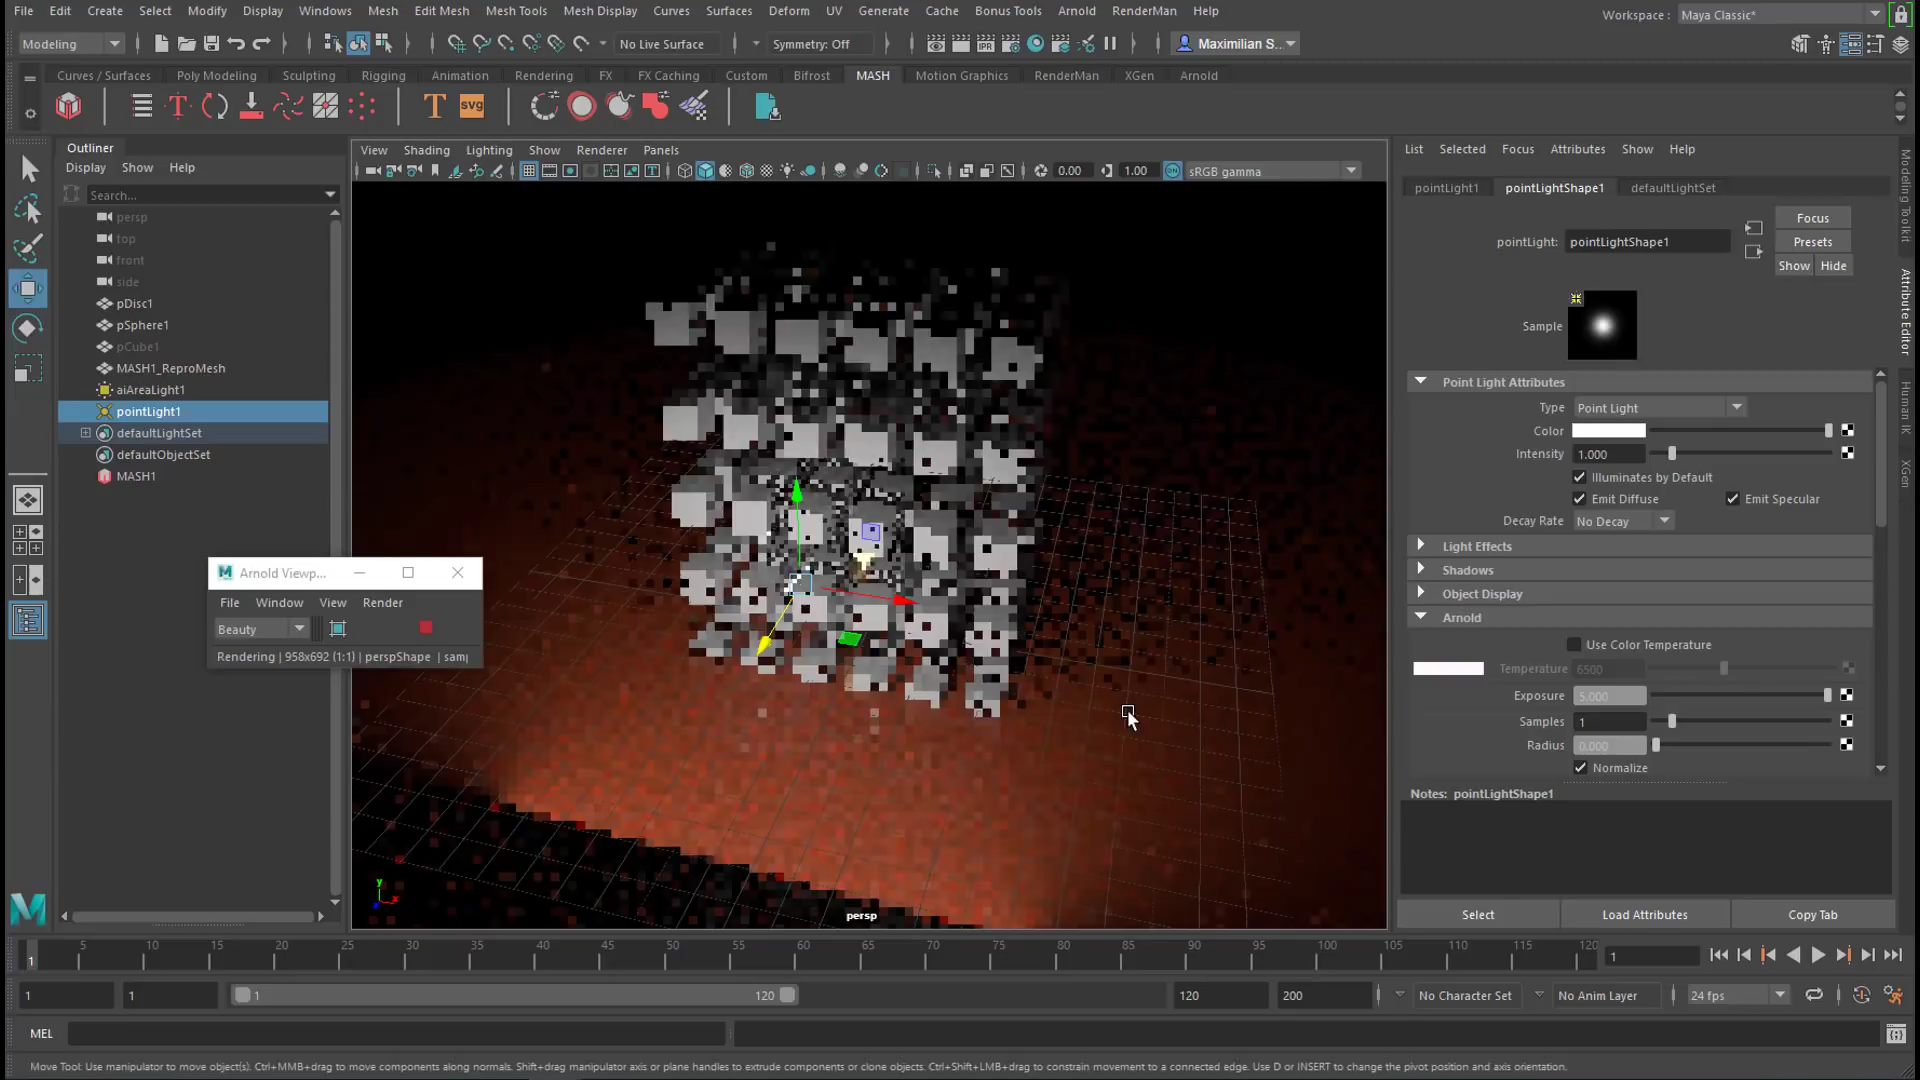 File Edit Create Select Modify Display Windows Mesh Edit Mesh Mesh Tools Mesh Display Curves Surfaces Deform UV Generate Cache Bonus Tools Arnold RenderMan Help Workspace : Maya Classic*
Modeling No Live Surface Symmetry: Off IPR Maximilian S..
Curves / Surfaces Poly Modeling Sculpting Rigging Animation Rendering FX FX Caching Custom Bifrost MASH Motion Graphics RenderMan XGen Arnold
T T svg
Outliner
Display Show Help
Search...
persp
top
front
side
pDisc1
pSphere1
pCube1
MASH1_ReproMesh
aiAreaLight1
pointLight1
defaultLightSet
defaultObjectSet
MASH1
Arnold Viewp...
File Window View Render
Beauty
Rendering | 958x692 (1:1) | perspShape | sam
View Shading Lighting Show Renderer Panels
0.00 1.00 sRGB gamma
y
x
persp
List Selected Focus Attributes Show Help
pointLight1 pointLightShape1 defaultLightSet
Focus
pointLight: pointLightShape1
Presets
Show Hide
Sample
Point Light Attributes
Type Point Light
Color
Intensity 1.000
Illuminates by Default
Emit Diffuse Emit Specular
Decay Rate No Decay
Light Effects
Shadows
Object Display
Arnold
Use Color Temperature
Temperature 6500
Exposure 5.000
Samples 1
Radius 0.000
Normalize
Notes: pointLightShape1
Select Load Attributes Copy Tab
Modeling Toolkit
Attribute Editor
Human IK
XGen
5 10 15 20 25 30 35 40 45 50 55 60 65 70 75 80 85 90 95 100 105 110 115 120
1 1
1 1 1 120 120 200 No Character Set No Anim Layer 24 fps
MEL
Move Tool: Use manipulator to move object(s). Ctrl+MMB+drag to move components along normals. Shift+drag manipulator axis or plane handles to extrude components or clone objects. Ctrl+Shift+LMB+drag to constrain movement to a connected edge. Use D or INSERT to change the pivot position and axis orientation.